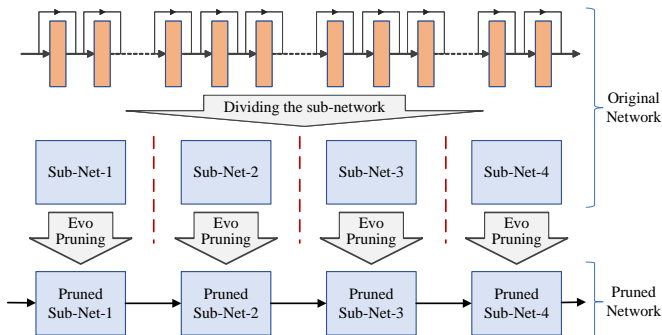 Dividing the sub-network
Original
Network
Sub-Net-1
Sub-Net-2
Sub-Net-3
Sub-Net-4
Evo
Pruning
Evo
Pruning
Evo
Pruning
Evo
Pruning
Pruned
Sub-Net-1
Pruned
Sub-Net-2
Pruned
Sub-Net-3
Pruned
Sub-Net-4
Pruned
Network